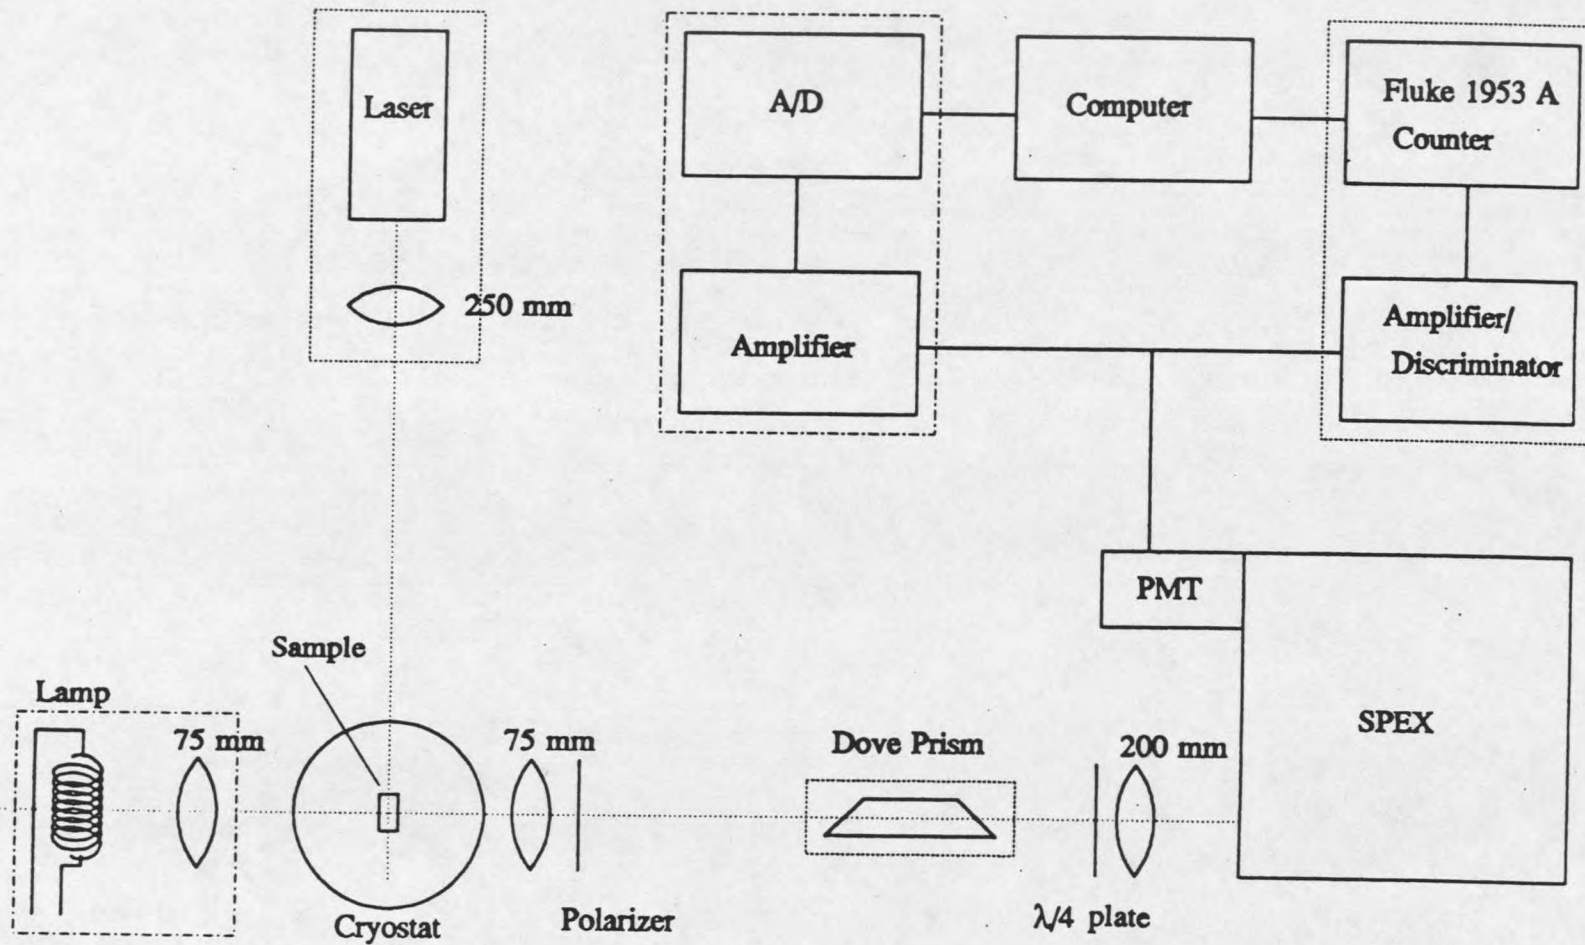 Laser
A/D
Computer
Fluke 1953 A
Counter
250 mm
Amplifier
Amplifier/
Discriminator
PMT
Sample
Lamp
75 mm
75 mm
Dove Prism
200 mm
SPEX
Cryostat
Polarizer
λ/4 plate